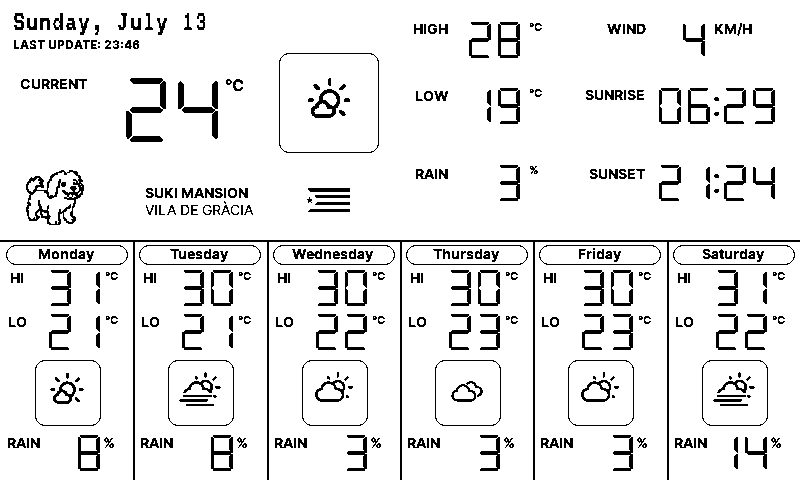 Sunday, July 13
LAST UPDATE: 23:46
CURRENT 24 °C
HIGH 28 °C
WIND 4 KM/H
LOW 19 °C
SUNRISE 06:29
RAIN 3 %
SUNSET 21:24
SUKI MANSION
VILA DE GRÀCIA
Monday
HI 31 °C
LO 21 °C
RAIN 8 %
Tuesday
HI 30 °C
LO 21 °C
RAIN 8 %
Wednesday
HI 30 °C
LO 22 °C
RAIN 3 %
Thursday
HI 30 °C
LO 23 °C
RAIN 3 %
Friday
HI 30 °C
LO 23 °C
RAIN 3 %
Saturday
HI 31 °C
LO 22 °C
RAIN 14 %